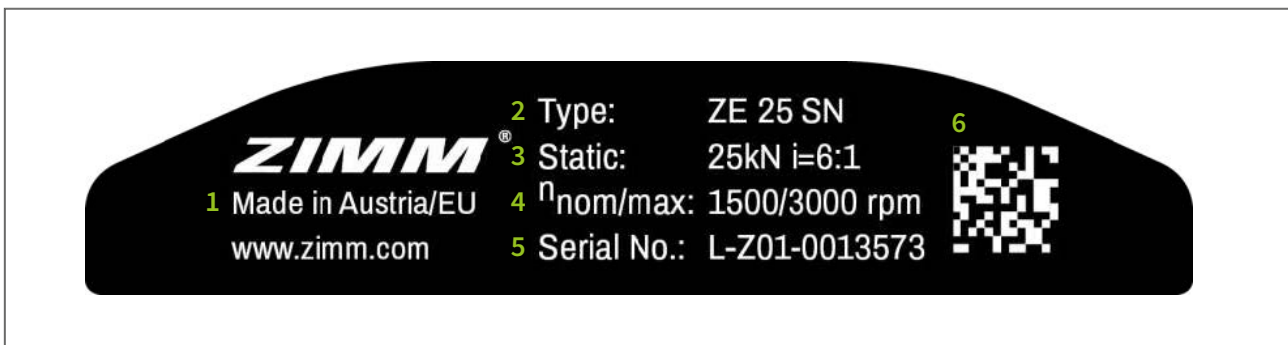 ZIMM®
1 Made in Austria/EU
www.zimm.com
2 Type: ZE 25 SN
3 Static: 25kN i=6:1
4 nnom/max: 1500/3000 rpm
5 Serial No.: L-Z01-0013573
6